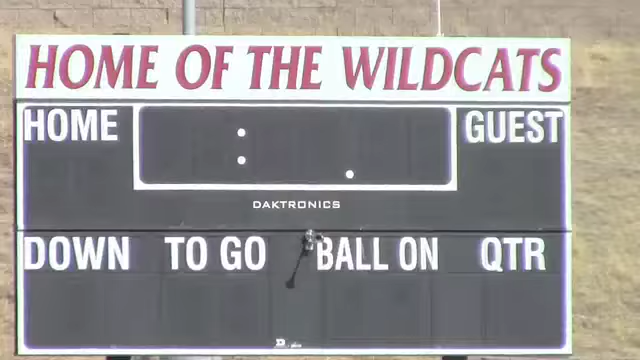 HOME OF THE WILDCATS
HOME GUEST
DAKTRONICS
DOWN TO GO BALL ON QTR